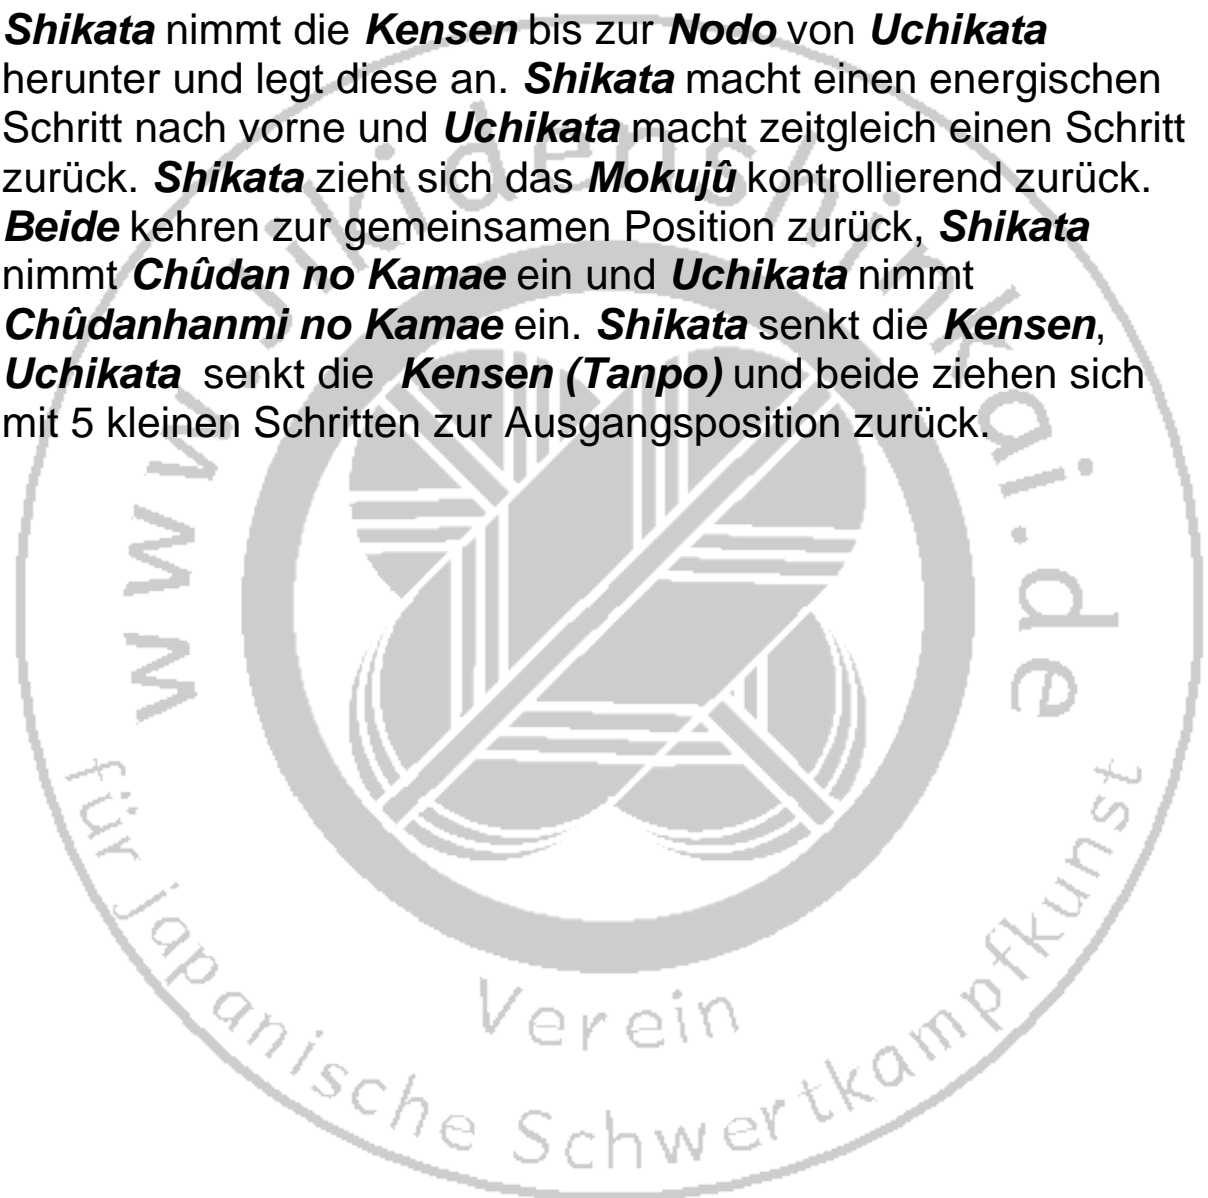 Shikata nimmt die Kensen bis zur Nodo von Uchikata
herunter und legt diese an. Shikata macht einen energischen
Schritt nach vorne und Uchikata macht zeitgleich einen Schritt
zurück. Shikata zieht sich das Mokujû kontrollierend zurück.
Beide kehren zur gemeinsamen Position zurück, Shikata
nimmt Chûdan no Kamae ein und Uchikata nimmt
Chûdanhanmi no Kamae ein. Shikata senkt die Kensen,
Uchikata senkt die Kensen (Tanpo) und beide ziehen sich
mit 5 kleinen Schritten zur Ausgangsposition zurück.
www.jikidenshinkai.de
Verein
für japanische Schwertkampfkunst